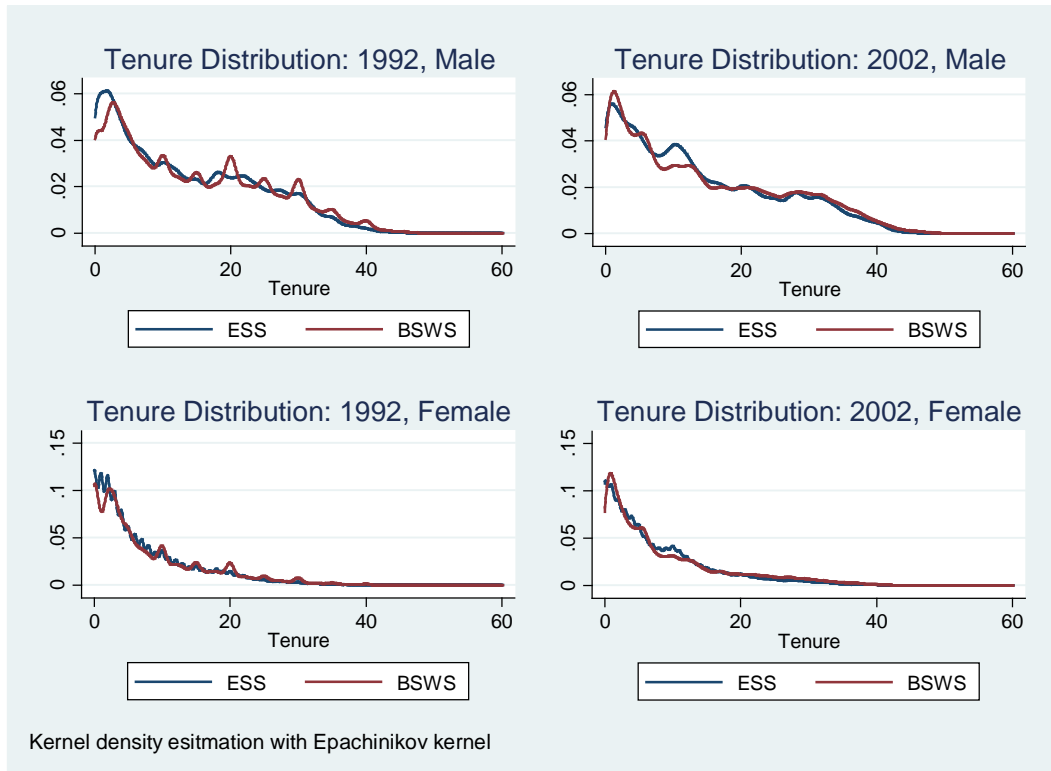 Tenure Distribution: 1992, Male
.06
.04
.02
0
0 20 40 60
Tenure
ESS BSWS
Tenure Distribution: 2002, Male
.06
.04
.02
0
0 20 40 60
Tenure
ESS BSWS
Tenure Distribution: 1992, Female
.15
.1
.05
0
0 20 40 60
Tenure
ESS BSWS
Tenure Distribution: 2002, Female
.15
.1
.05
0
0 20 40 60
Tenure
ESS BSWS
Kernel density esitmation with Epachinikov kernel